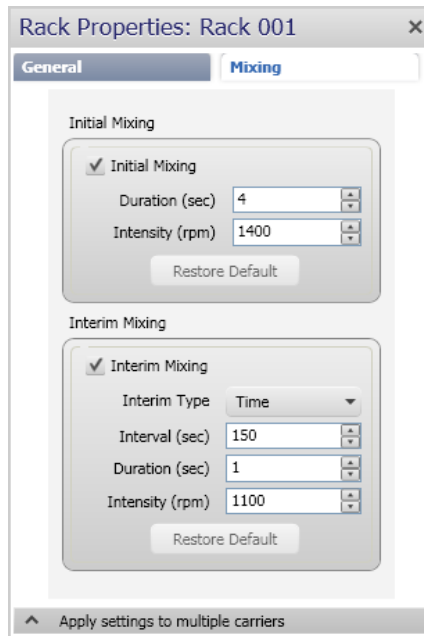 Rack Properties: Rack 001
General Mixing
Initial Mixing
Initial Mixing
Duration (sec) 4
Intensity (rpm) 1400
Restore Default
Interim Mixing
Interim Mixing
Interim Type Time
Interval (sec) 150
Duration (sec) 1
Intensity (rpm) 1100
Restore Default
Apply settings to multiple carriers